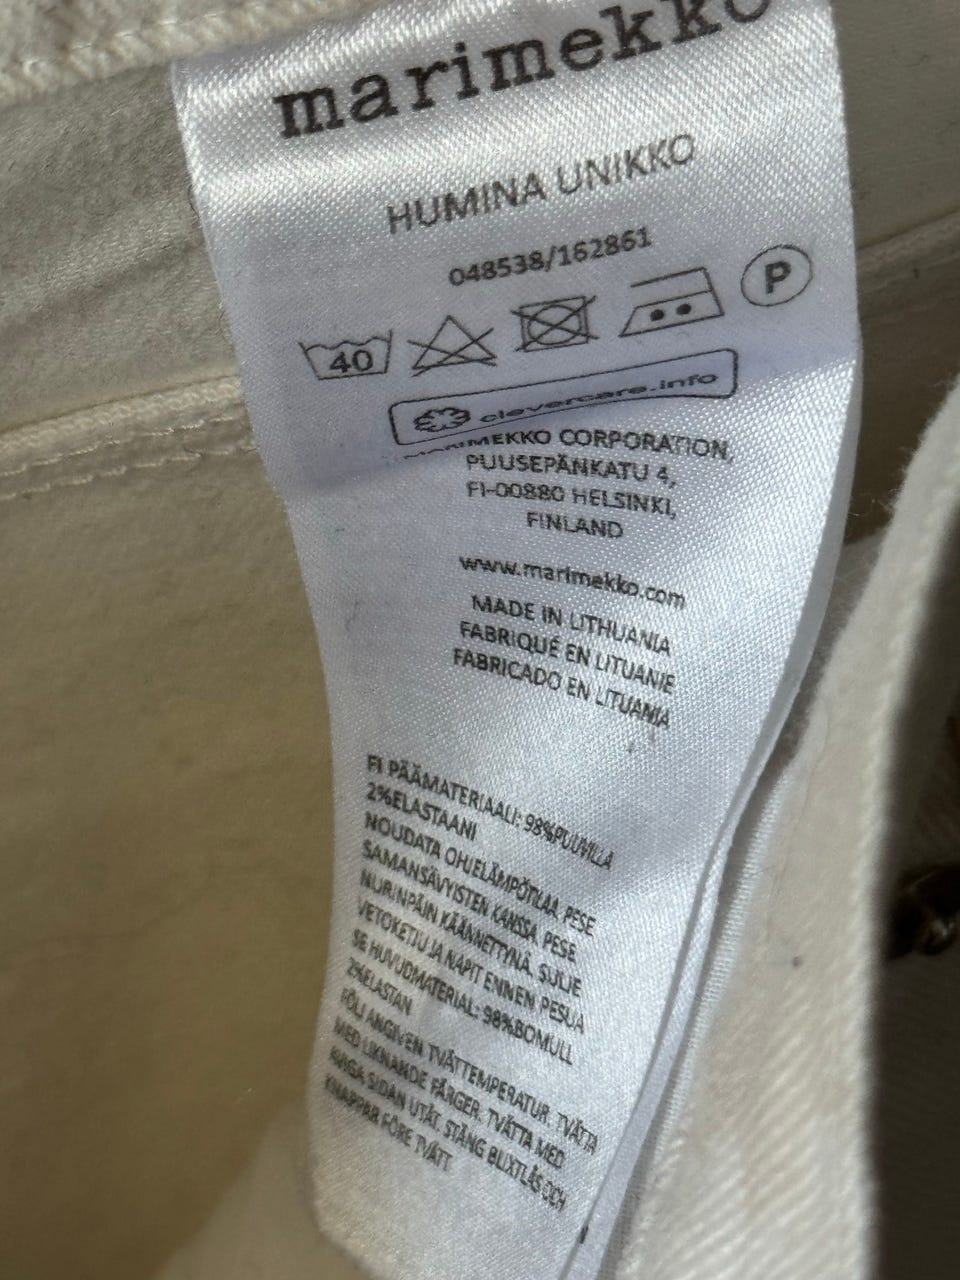 marimekko
HUMINA UNIKKO
048538/162861
P
40
clevercare.info
MARIMEKKO CORPORATION,
PUUSEPÄNKATU 4,
FI-00880 HELSINKI,
FINLAND
www.marimekko.com
MADE IN LITHUANIA
FABRIQUÉ EN LITUANIE
FABRICADO EN LITUANIA
FI PÄÄMATERIAALI: 98%PUUVILLA
2%ELASTAANI
NOUDATA OHJELÄMPÖTILAA. PESE
SAMANSÄVYISTEN KANSSA. PESE
NURINPÄIN KÄÄNNETTYNÄ. SULJE
VETOKETJU JA NAPIT ENNEN PESUA
SE HUVUDMATERIAL: 98%BOMULL
2%ELASTAN
FÖLJ ANGIVEN TVÄTTEMPERATUR. TVÄTTA
MED LIKNANDE FÄRGER. TVÄTTA MED
AVIGA SIDAN UTÅT. STÄNG BLIXTLÅS OCH
KNAPPAR FÖRE TVÄTT